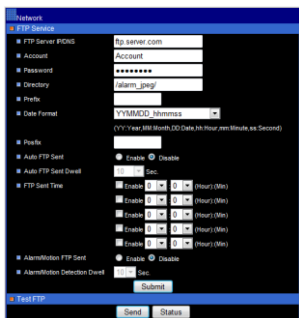 Network
FTP Service
FTP Server IP/DNS ftp.server.com
Account Account
Password ••••••••
Directory /alarm_jpeg/
Prefix
Date Format YYMMDD_hhmmss
(YY:Year,MM:Month,DD:Date,hh:Hour,mm:Minute,ss:Second)
Posfix
Auto FTP Sent Enable Disable
Auto FTP Sent Dwell 10 Sec.
FTP Sent Time Enable 0 : 0 (Hour):(Min)
Enable 0 : 0 (Hour):(Min)
Enable 0 : 0 (Hour):(Min)
Enable 0 : 0 (Hour):(Min)
Enable 0 : 0 (Hour):(Min)
Alarm/Motion FTP Sent Enable Disable
Alarm/Motion Detection Dwell 10 Sec.
Submit
Test FTP
Send Status